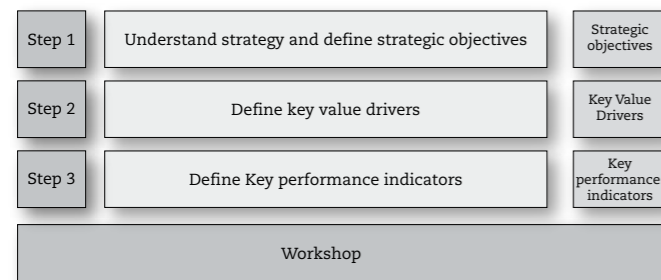 Step 1
Understand strategy and define strategic objectives
Strategic
objectives
Step 2
Define key value drivers
Key Value
Drivers
Step 3
Define Key performance indicators
Key
performance
indicators
Workshop